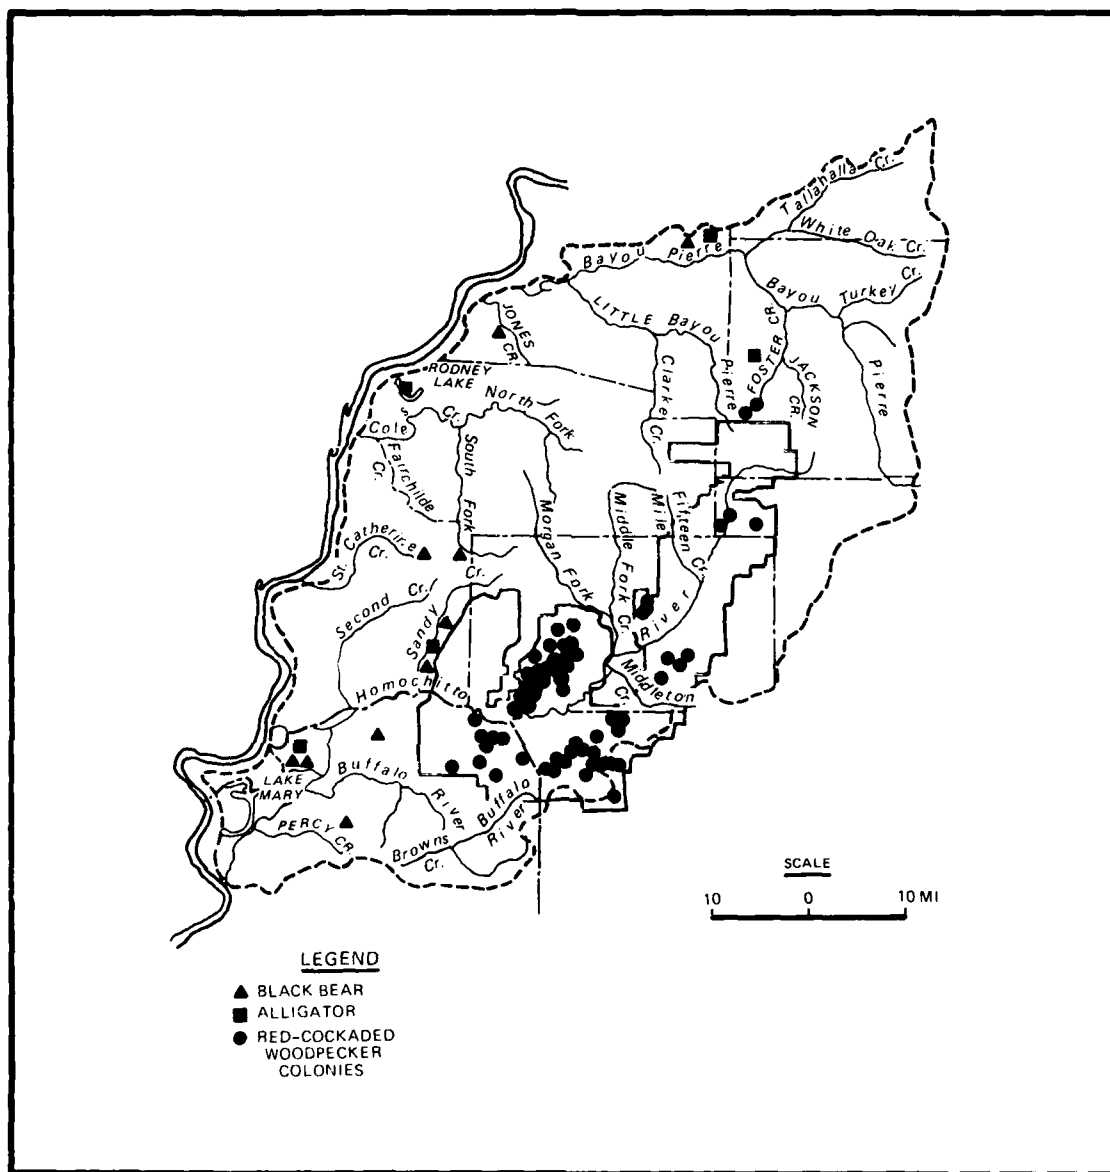 Tallahalla Cr.
White Oak Cr.
Bayou Pierre
Bayou Pierre
Turkey Cr.
LITTLE Bayou Pierre
JONES CR.
FOSTER CR.
JACKSON CR.
Clarke Cr.
RODNEY LAKE
North Fork
Coles Cr.
South Fork
Fairchilde Cr.
Morgan Fork
Middle Fork Cr.
Fifteen Mile Cr.
St. Catherine Cr.
Second Cr.
Sandy Cr.
Homochitto River
Middleton Cr.
LAKE MARY
Buffalo River
PERCY CR.
Browns Cr.
Buffalo River
SCALE
10 0 10 MI
LEGEND
BLACK BEAR
ALLIGATOR
RED-COCKADED
WOODPECKER
COLONIES